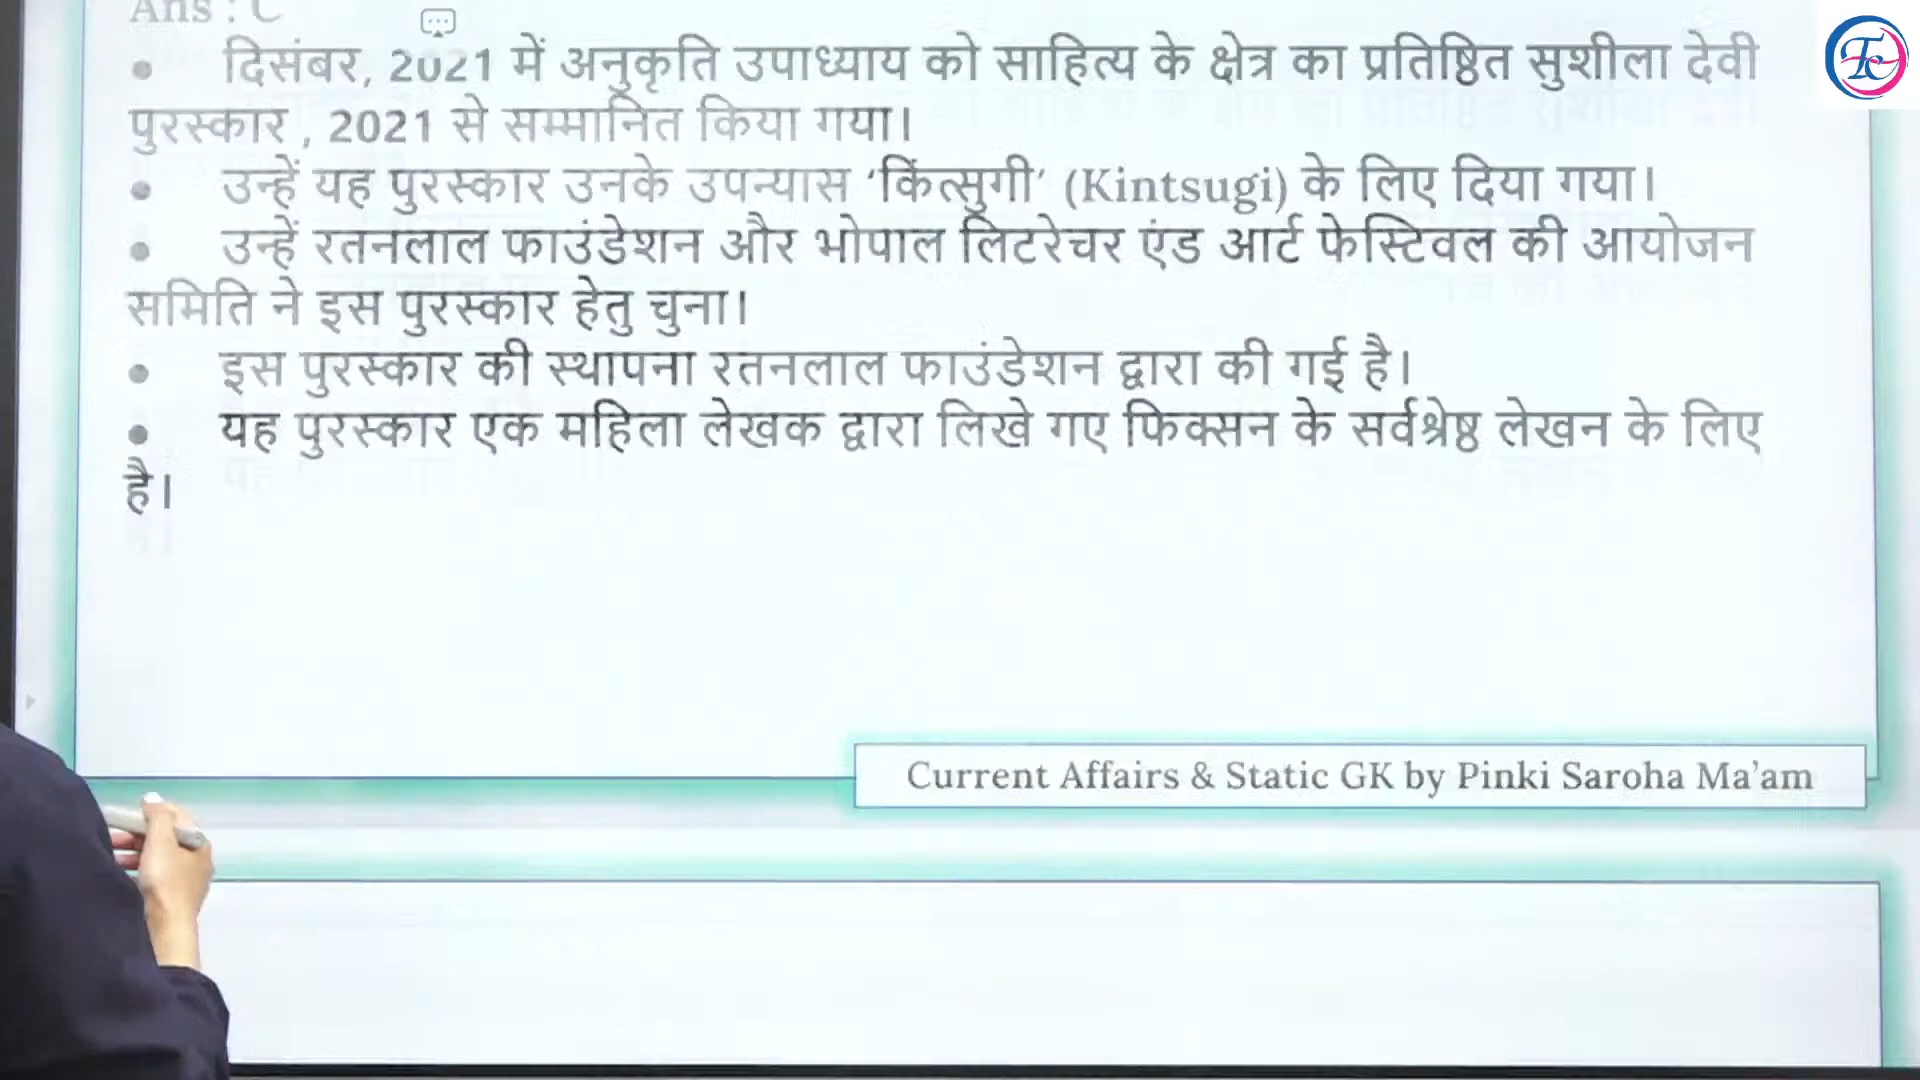 Ans : C
• दिसंबर, 2021 में अनुकृति उपाध्याय को साहित्य के क्षेत्र का प्रतिष्ठित सुशीला देवी
पुरस्कार , 2021 से सम्मानित किया गया।
• उन्हें यह पुरस्कार उनके उपन्यास ‘किंत्सुगी’ (Kintsugi) के लिए दिया गया।
• उन्हें रतनलाल फाउंडेशन और भोपाल लिटरेचर एंड आर्ट फेस्टिवल की आयोजन
समिति ने इस पुरस्कार हेतु चुना।
• इस पुरस्कार की स्थापना रतनलाल फाउंडेशन द्वारा की गई है।
• यह पुरस्कार एक महिला लेखक द्वारा लिखे गए फिक्सन के सर्वश्रेष्ठ लेखन के लिए
है।
Current Affairs & Static GK by Pinki Saroha Ma’am